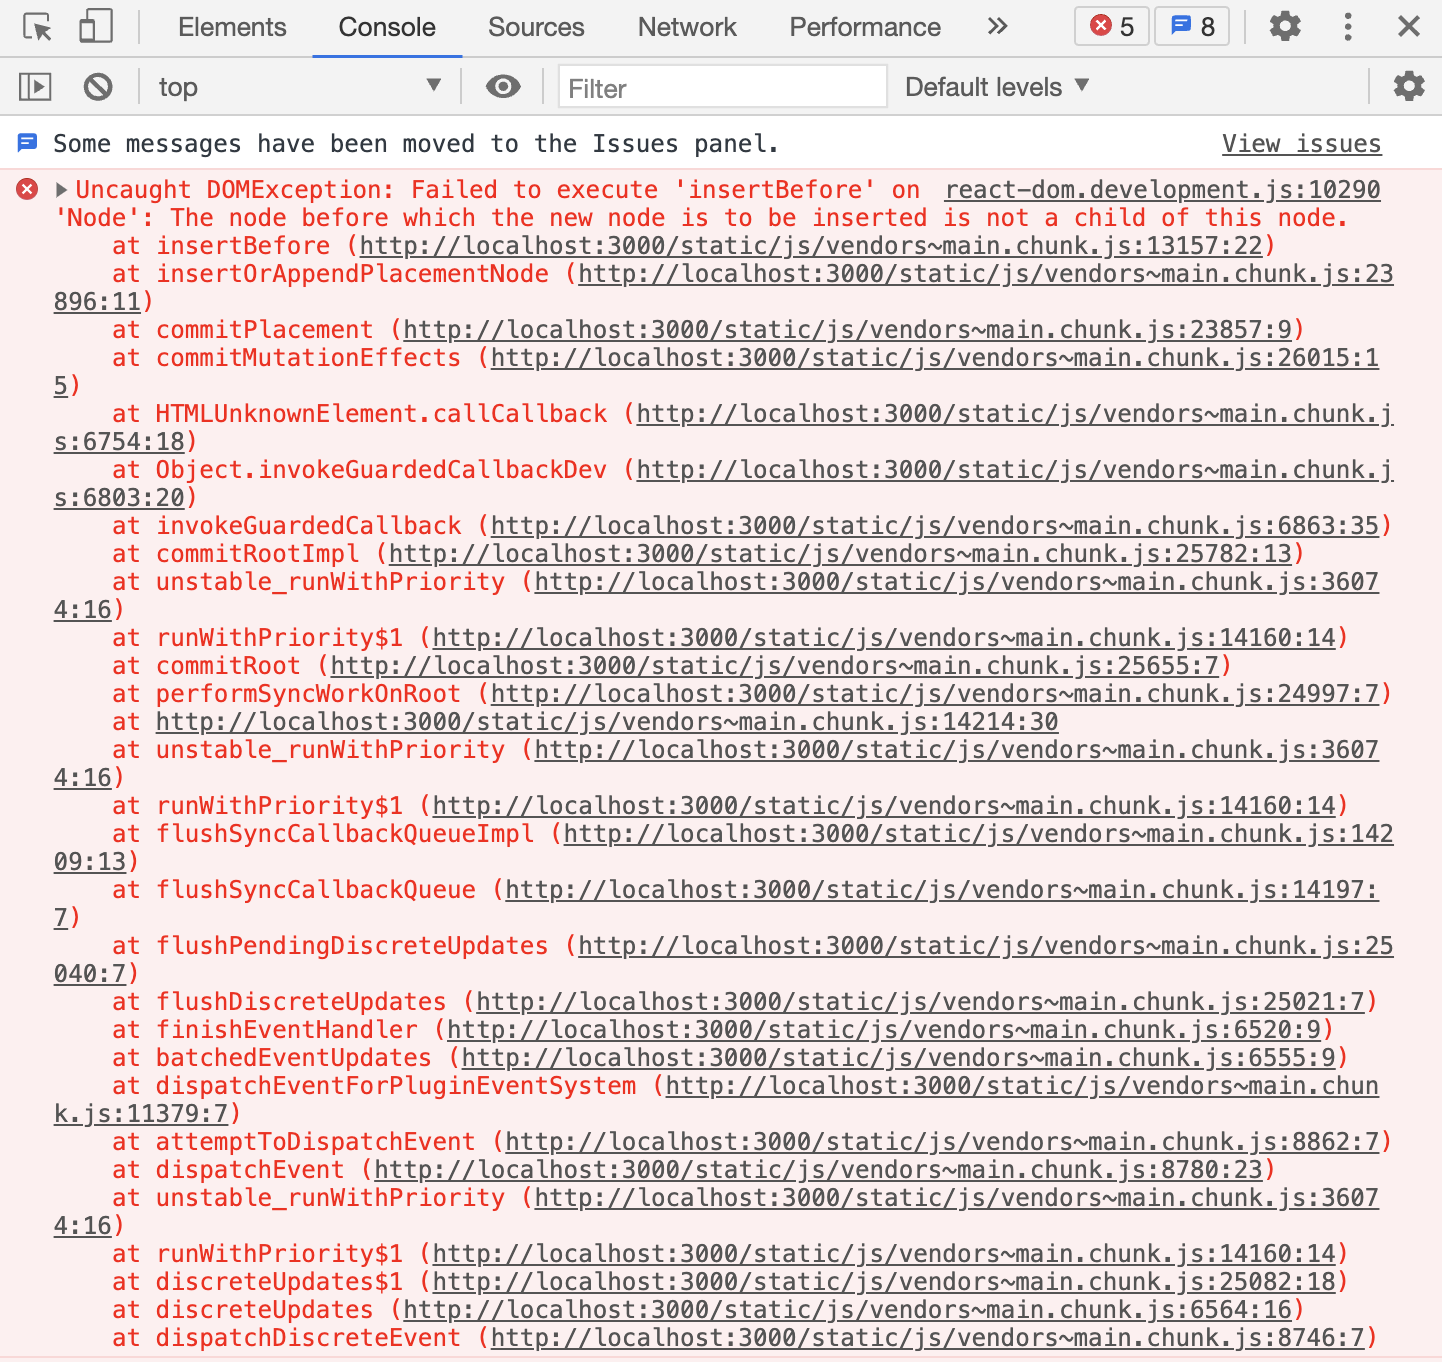 Elements Console Sources Network Performance » 5 8
top ▼ Filter Default levels ▼
Some messages have been moved to the Issues panel. View issues
Uncaught DOMException: Failed to execute 'insertBefore' on react-dom.development.js:10290
'Node': The node before which the new node is to be inserted is not a child of this node.
at insertBefore (http://localhost:3000/static/js/vendors~main.chunk.js:13157:22)
at insertOrAppendPlacementNode (http://localhost:3000/static/js/vendors~main.chunk.js:23
896:11)
at commitPlacement (http://localhost:3000/static/js/vendors~main.chunk.js:23857:9)
at commitMutationEffects (http://localhost:3000/static/js/vendors~main.chunk.js:26015:1
5)
at HTMLUnknownElement.callCallback (http://localhost:3000/static/js/vendors~main.chunk.j
s:6754:18)
at Object.invokeGuardedCallbackDev (http://localhost:3000/static/js/vendors~main.chunk.j
s:6803:20)
at invokeGuardedCallback (http://localhost:3000/static/js/vendors~main.chunk.js:6863:35)
at commitRootImpl (http://localhost:3000/static/js/vendors~main.chunk.js:25782:13)
at unstable_runWithPriority (http://localhost:3000/static/js/vendors~main.chunk.js:3607
4:16)
at runWithPriority$1 (http://localhost:3000/static/js/vendors~main.chunk.js:14160:14)
at commitRoot (http://localhost:3000/static/js/vendors~main.chunk.js:25655:7)
at performSyncWorkOnRoot (http://localhost:3000/static/js/vendors~main.chunk.js:24997:7)
at http://localhost:3000/static/js/vendors~main.chunk.js:14214:30
at unstable_runWithPriority (http://localhost:3000/static/js/vendors~main.chunk.js:3607
4:16)
at runWithPriority$1 (http://localhost:3000/static/js/vendors~main.chunk.js:14160:14)
at flushSyncCallbackQueueImpl (http://localhost:3000/static/js/vendors~main.chunk.js:142
09:13)
at flushSyncCallbackQueue (http://localhost:3000/static/js/vendors~main.chunk.js:14197:
7)
at flushPendingDiscreteUpdates (http://localhost:3000/static/js/vendors~main.chunk.js:25
040:7)
at flushDiscreteUpdates (http://localhost:3000/static/js/vendors~main.chunk.js:25021:7)
at finishEventHandler (http://localhost:3000/static/js/vendors~main.chunk.js:6520:9)
at batchedEventUpdates (http://localhost:3000/static/js/vendors~main.chunk.js:6555:9)
at dispatchEventForPluginEventSystem (http://localhost:3000/static/js/vendors~main.chun
k.js:11379:7)
at attemptToDispatchEvent (http://localhost:3000/static/js/vendors~main.chunk.js:8862:7)
at dispatchEvent (http://localhost:3000/static/js/vendors~main.chunk.js:8780:23)
at unstable_runWithPriority (http://localhost:3000/static/js/vendors~main.chunk.js:3607
4:16)
at runWithPriority$1 (http://localhost:3000/static/js/vendors~main.chunk.js:14160:14)
at discreteUpdates$1 (http://localhost:3000/static/js/vendors~main.chunk.js:25082:18)
at discreteUpdates (http://localhost:3000/static/js/vendors~main.chunk.js:6564:16)
at dispatchDiscreteEvent (http://localhost:3000/static/js/vendors~main.chunk.js:8746:7)